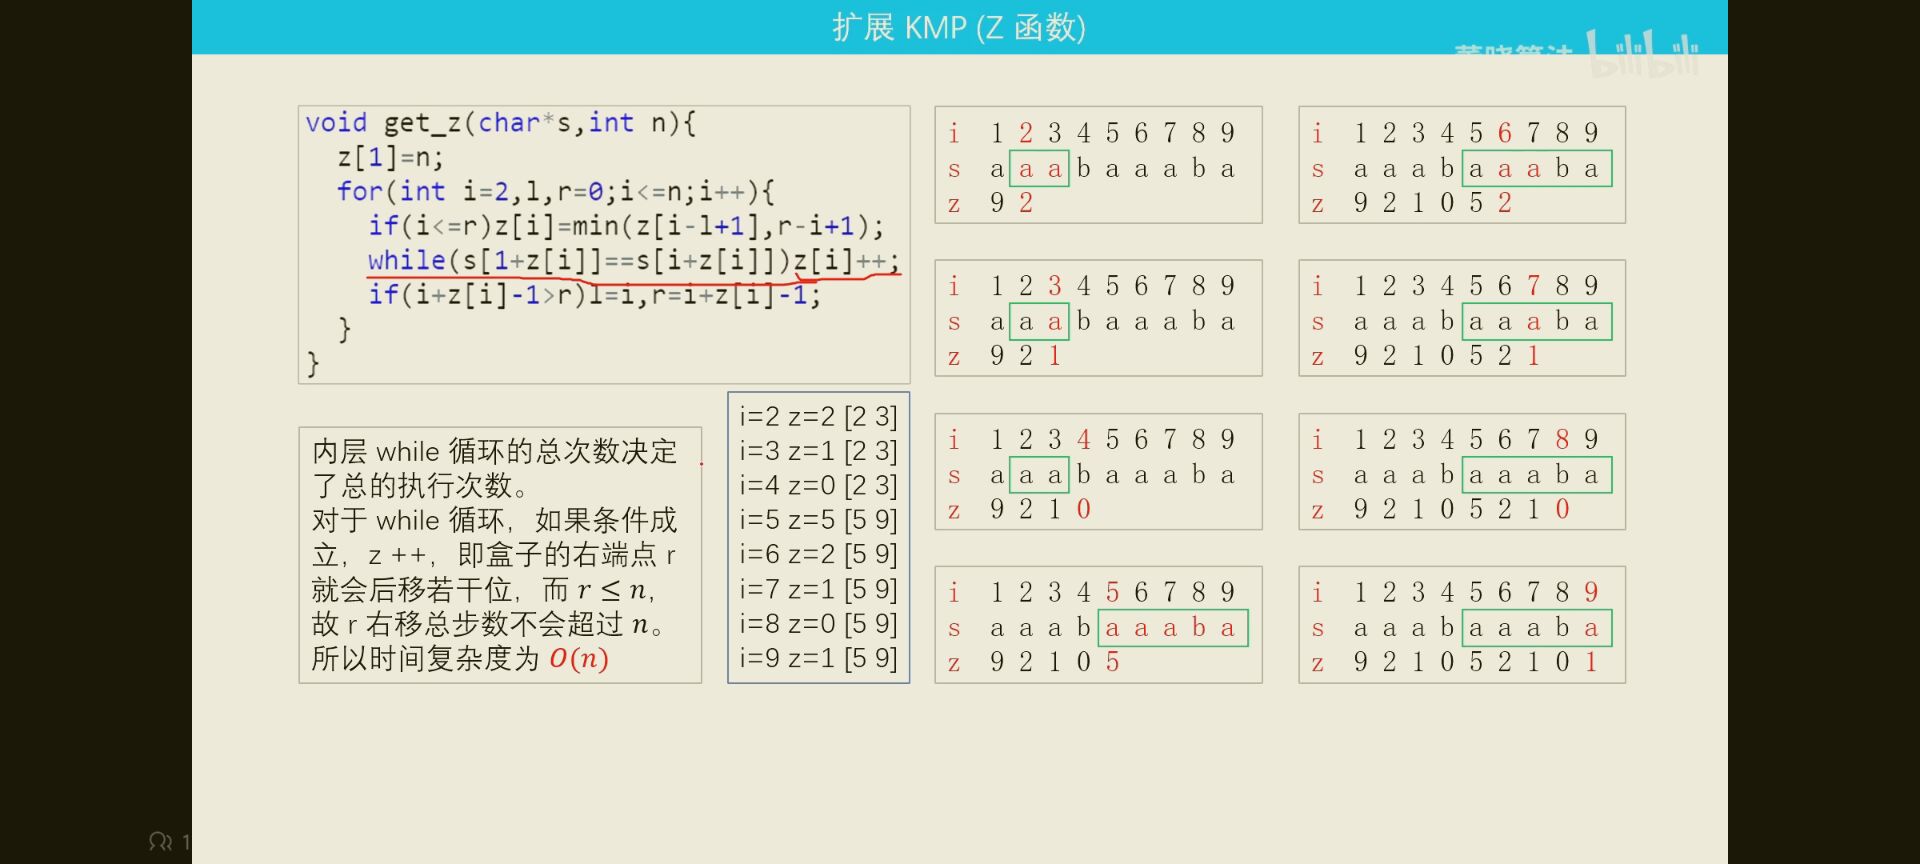 扩展 KMP (Z 函数)
董晓算法 bilibili
void get_z(char*s,int n){
z[1]=n;
for(int i=2,l,r=0;i<=n;i++){
if(i<=r)z[i]=min(z[i-l+1],r-i+1);
while(s[1+z[i]]==s[i+z[i]])z[i]++;
if(i+z[i]-1>r)l=i,r=i+z[i]-1;
}
}
内层 while 循环的总次数决定
了总的执行次数。
对于 while 循环，如果条件成
立，z ++，即盒子的右端点 r
就会后移若干位，而 r ≤ n，
故 r 右移总步数不会超过 n。
所以时间复杂度为 O(n)
i=2 z=2 [2 3]
i=3 z=1 [2 3]
i=4 z=0 [2 3]
i=5 z=5 [5 9]
i=6 z=2 [5 9]
i=7 z=1 [5 9]
i=8 z=0 [5 9]
i=9 z=1 [5 9]
i 1 2 3 4 5 6 7 8 9
s a a a b a a a b a
z 9 2
i 1 2 3 4 5 6 7 8 9
s a a a b a a a b a
z 9 2 1
i 1 2 3 4 5 6 7 8 9
s a a a b a a a b a
z 9 2 1 0
i 1 2 3 4 5 6 7 8 9
s a a a b a a a b a
z 9 2 1 0 5
i 1 2 3 4 5 6 7 8 9
s a a a b a a a b a
z 9 2 1 0 5 2
i 1 2 3 4 5 6 7 8 9
s a a a b a a a b a
z 9 2 1 0 5 2 1
i 1 2 3 4 5 6 7 8 9
s a a a b a a a b a
z 9 2 1 0 5 2 1 0
i 1 2 3 4 5 6 7 8 9
s a a a b a a a b a
z 9 2 1 0 5 2 1 0 1
1